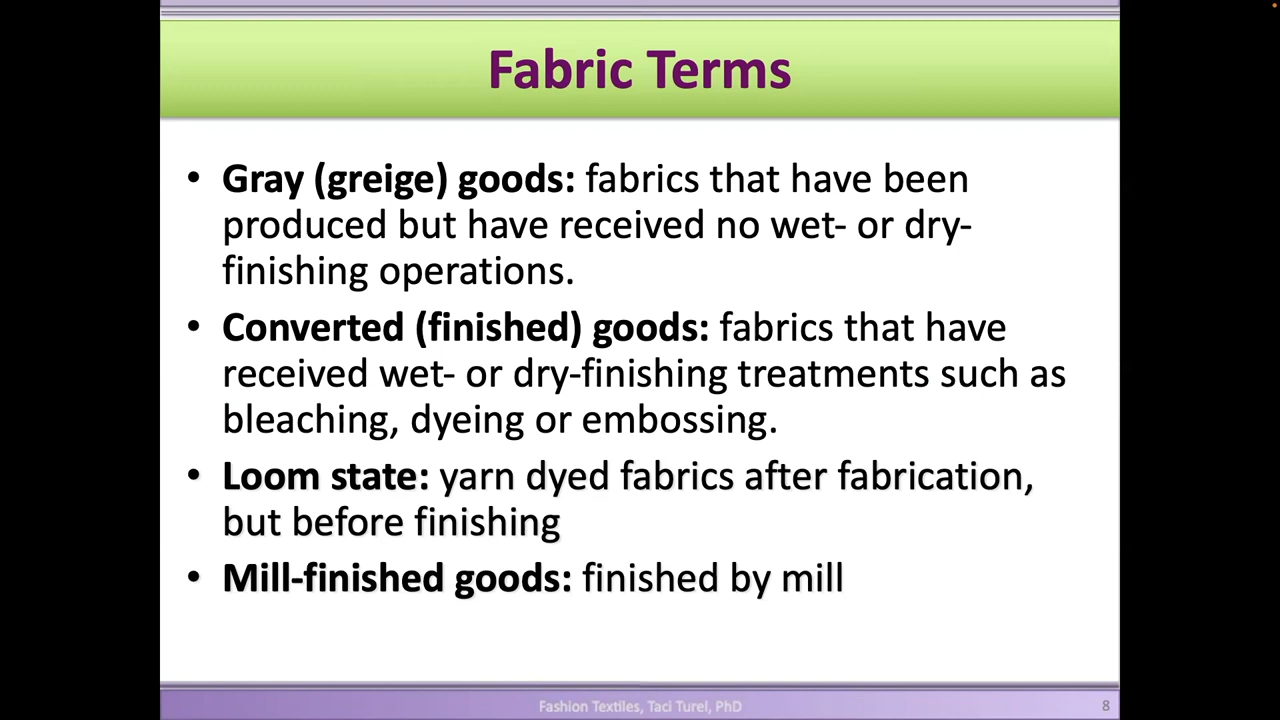 Fabric Terms
• Gray (greige) goods: fabrics that have been
produced but have received no wet- or dry-
finishing operations.
• Converted (finished) goods: fabrics that have
received wet- or dry-finishing treatments such as
bleaching, dyeing or embossing.
• Loom state: yarn dyed fabrics after fabrication,
but before finishing
• Mill-finished goods: finished by mill
Fashion Textiles, Taci Turel, PhD
8